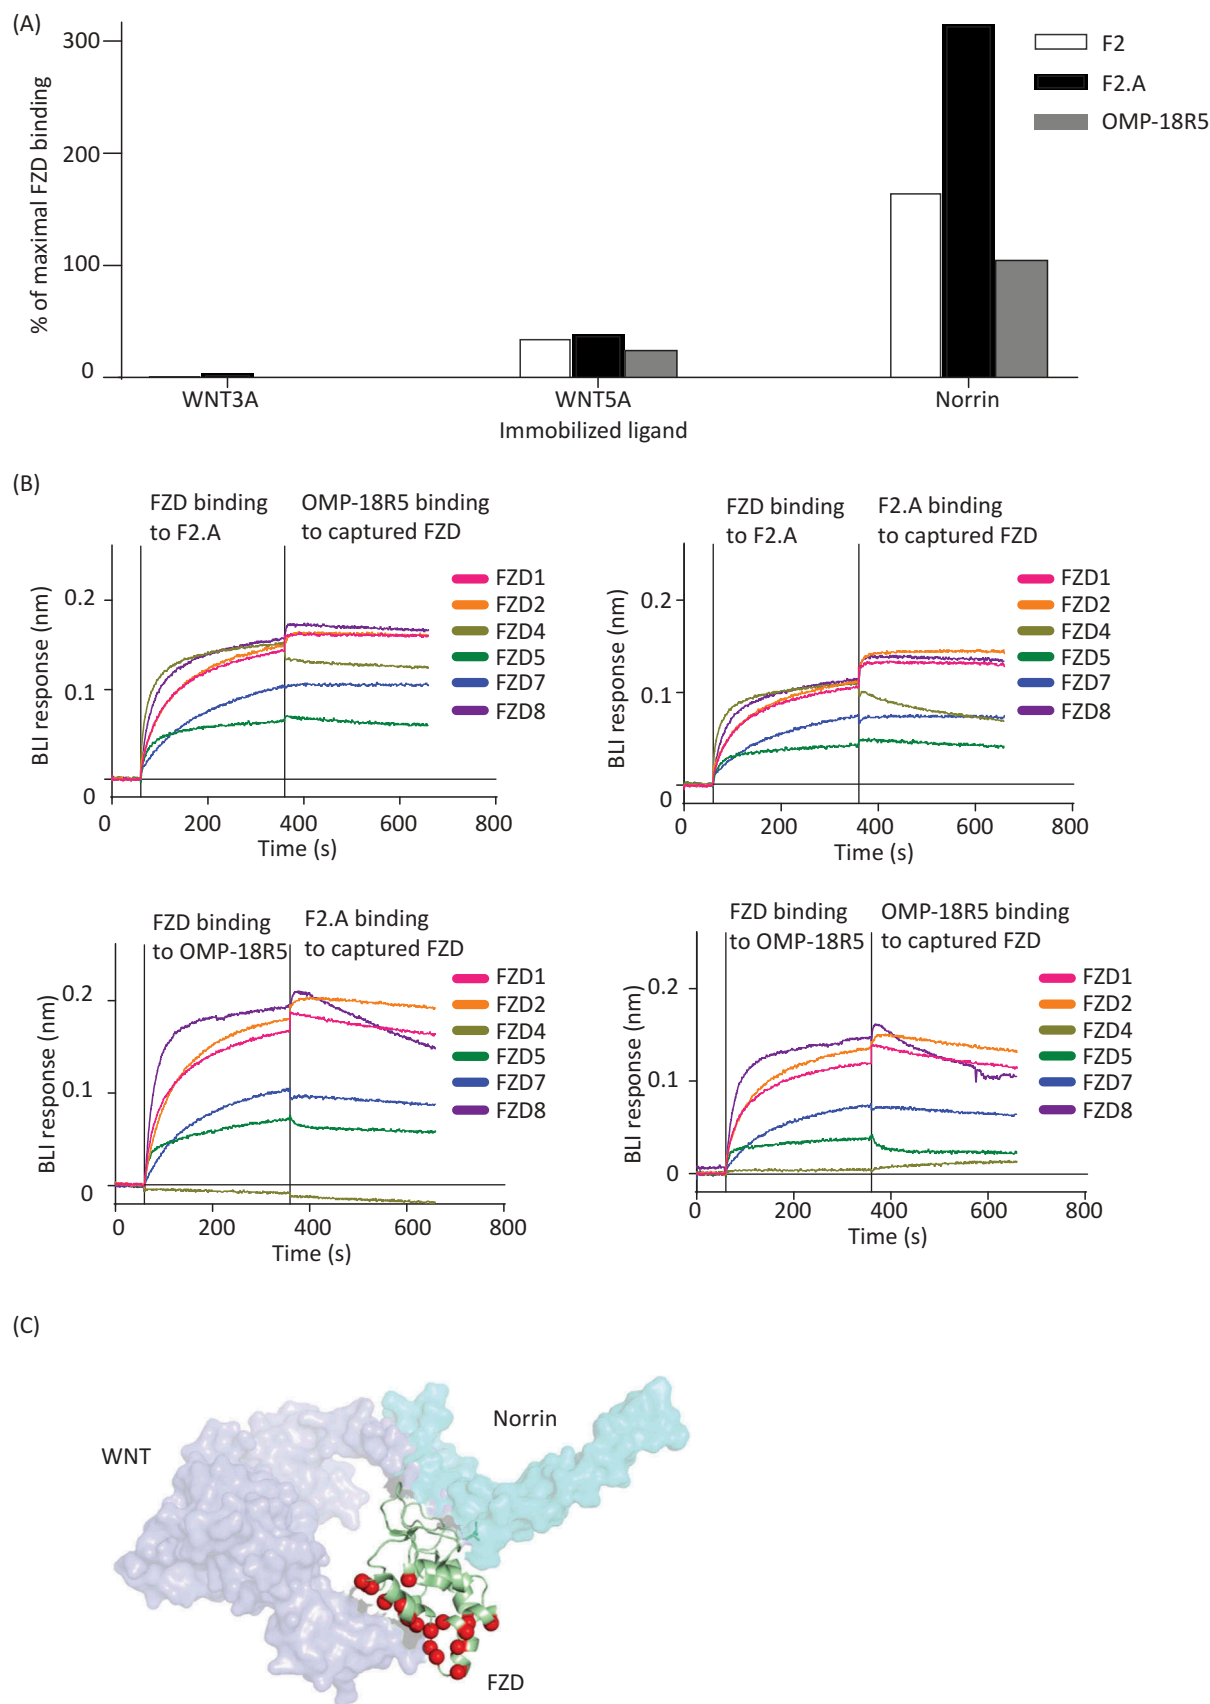 (A)
% of maximal FZD binding
300
200
100
0
F2
F2.A
OMP-18R5
WNT3A
WNT5A
Norrin
Immobilized ligand
(B)
FZD binding
to F2.A
OMP-18R5 binding
to captured FZD
BLI response (nm)
0.2
0.1
0
FZD1
FZD2
FZD4
FZD5
FZD7
FZD8
0
200
400
600
800
Time (s)
FZD binding
to F2.A
F2.A binding
to captured FZD
BLI response (nm)
0.2
0.1
0
FZD1
FZD2
FZD4
FZD5
FZD7
FZD8
0
200
400
600
800
Time (s)
FZD binding
to OMP-18R5
F2.A binding
to captured FZD
BLI response (nm)
0.2
0.1
0
FZD1
FZD2
FZD4
FZD5
FZD7
FZD8
0
200
400
600
800
Time (s)
FZD binding
to OMP-18R5
OMP-18R5 binding
to captured FZD
BLI response (nm)
0.2
0.1
0
FZD1
FZD2
FZD4
FZD5
FZD7
FZD8
0
200
400
600
800
Time (s)
(C)
WNT
Norrin
FZD